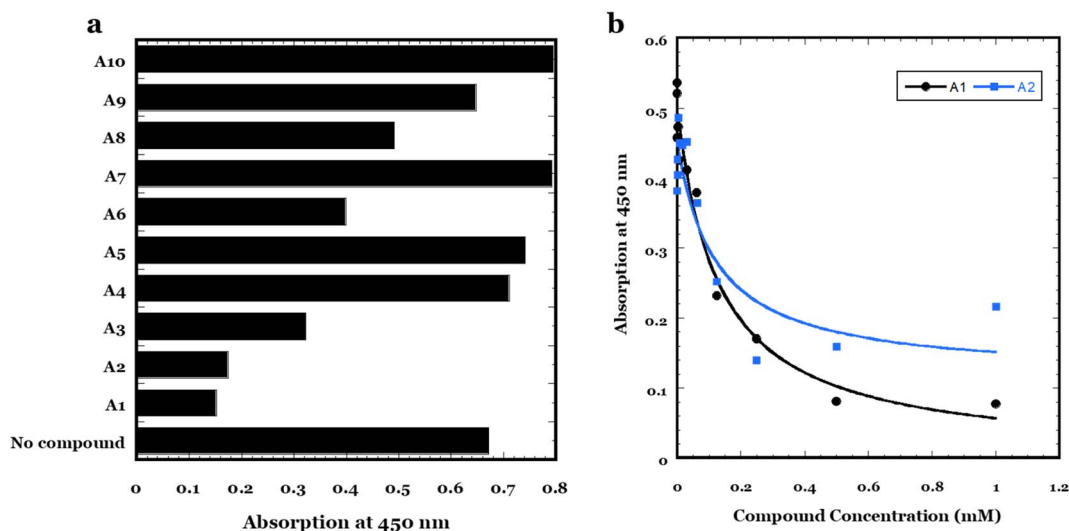 a
A10
A9
A8
A7
A6
A5
A4
A3
A2
A1
No compound
0 0.1 0.2 0.3 0.4 0.5 0.6 0.7 0.8
Absorption at 450 nm
b
0.6
0.5
0.4
0.3
0.2
0.1
0
Absorption at 450 nm
A1 A2
0 0.2 0.4 0.6 0.8 1 1.2
Compound Concentration (mM)